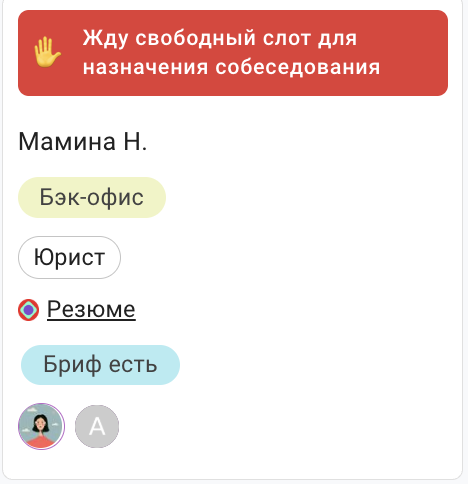 Жду свободный слот для
назначения собеседования
Мамина Н.
Бэк-офис
Юрист
Резюме
Бриф есть
А